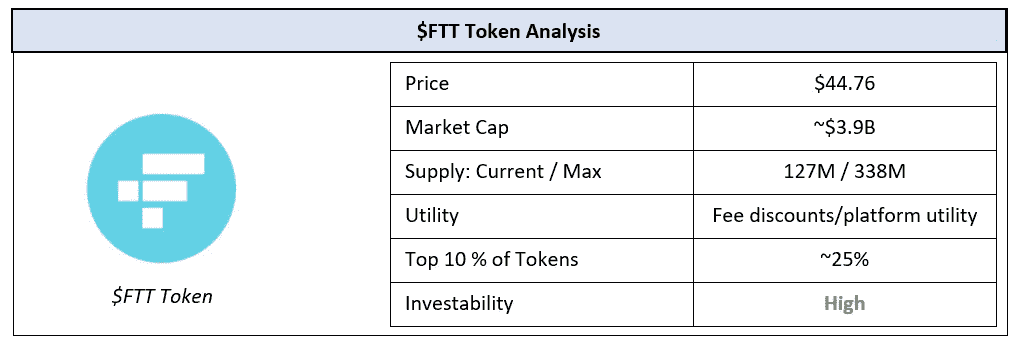 $FTT Token Analysis
Price $44.76
Market Cap ~$3.9B
Supply: Current / Max 127M / 338M
Utility Fee discounts/platform utility
Top 10 % of Tokens ~25%
Investability High
$FTT Token